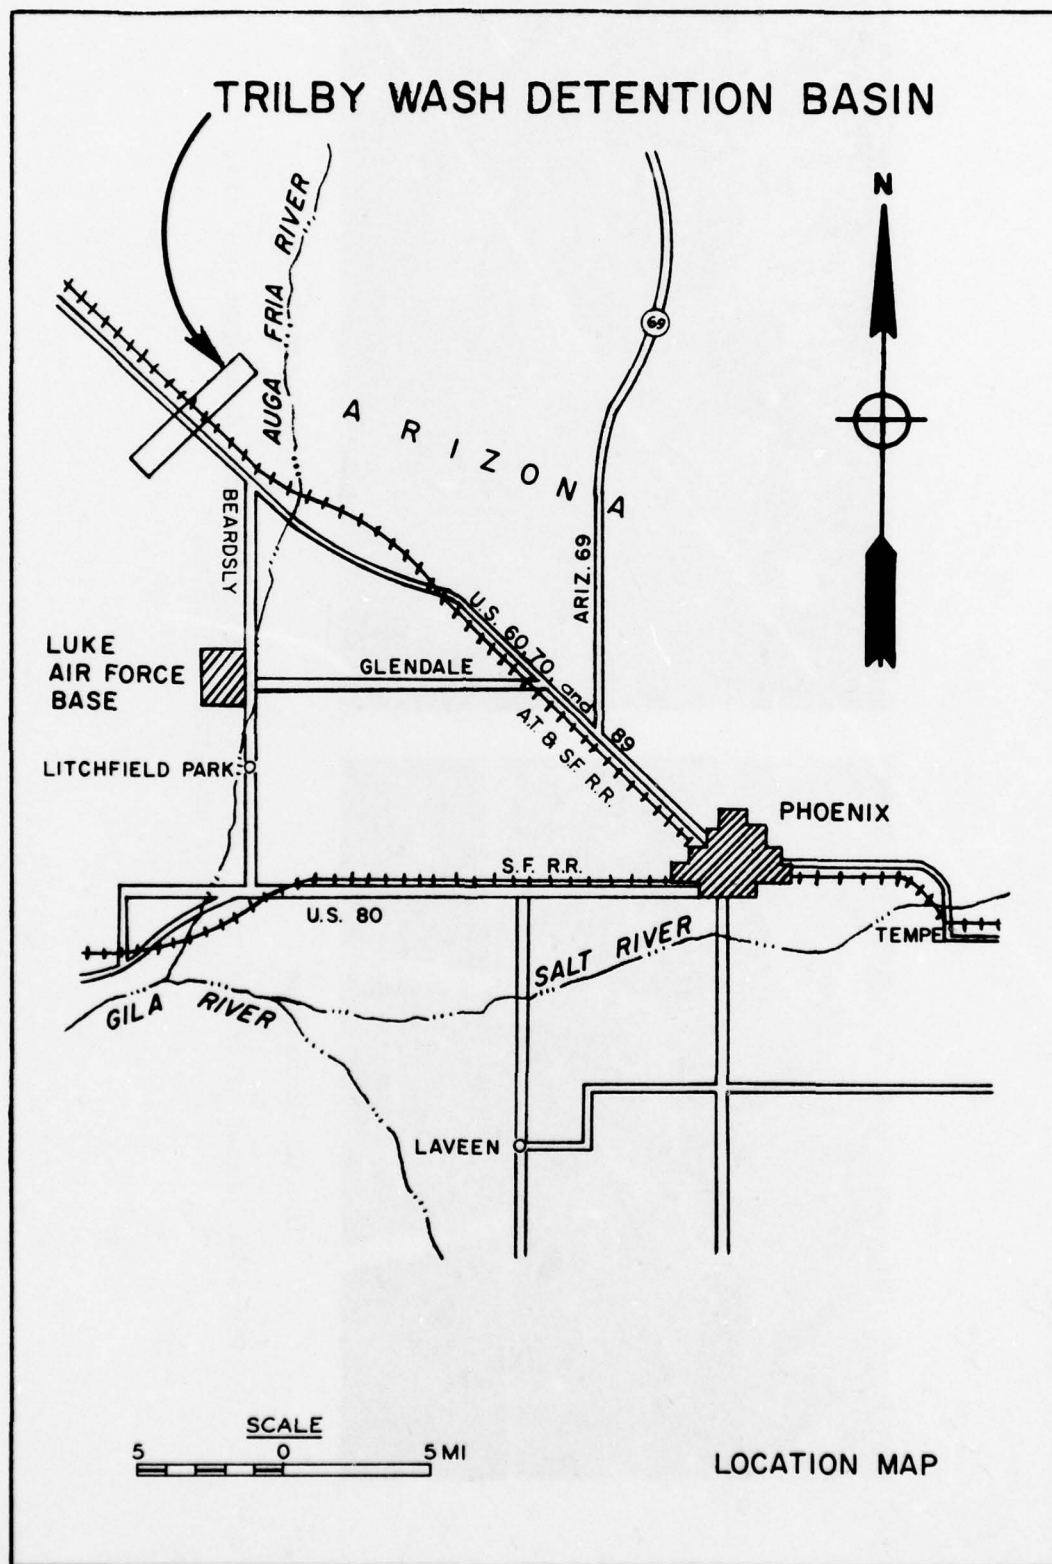 TRILBY WASH DETENTION BASIN
N
AUGA FRIA RIVER
69
ARIZONA
BEARDSLY
ARIZ. 69
U.S. 60, 70, and 89
LUKE
AIR FORCE
BASE
GLENDALE
A.T. & S.F. R.R.
LITCHFIELD PARK
PHOENIX
S.F. R.R.
U.S. 80
TEMPE
SALT RIVER
GILA RIVER
LAVEEN
SCALE
5 0 5 MI
LOCATION MAP